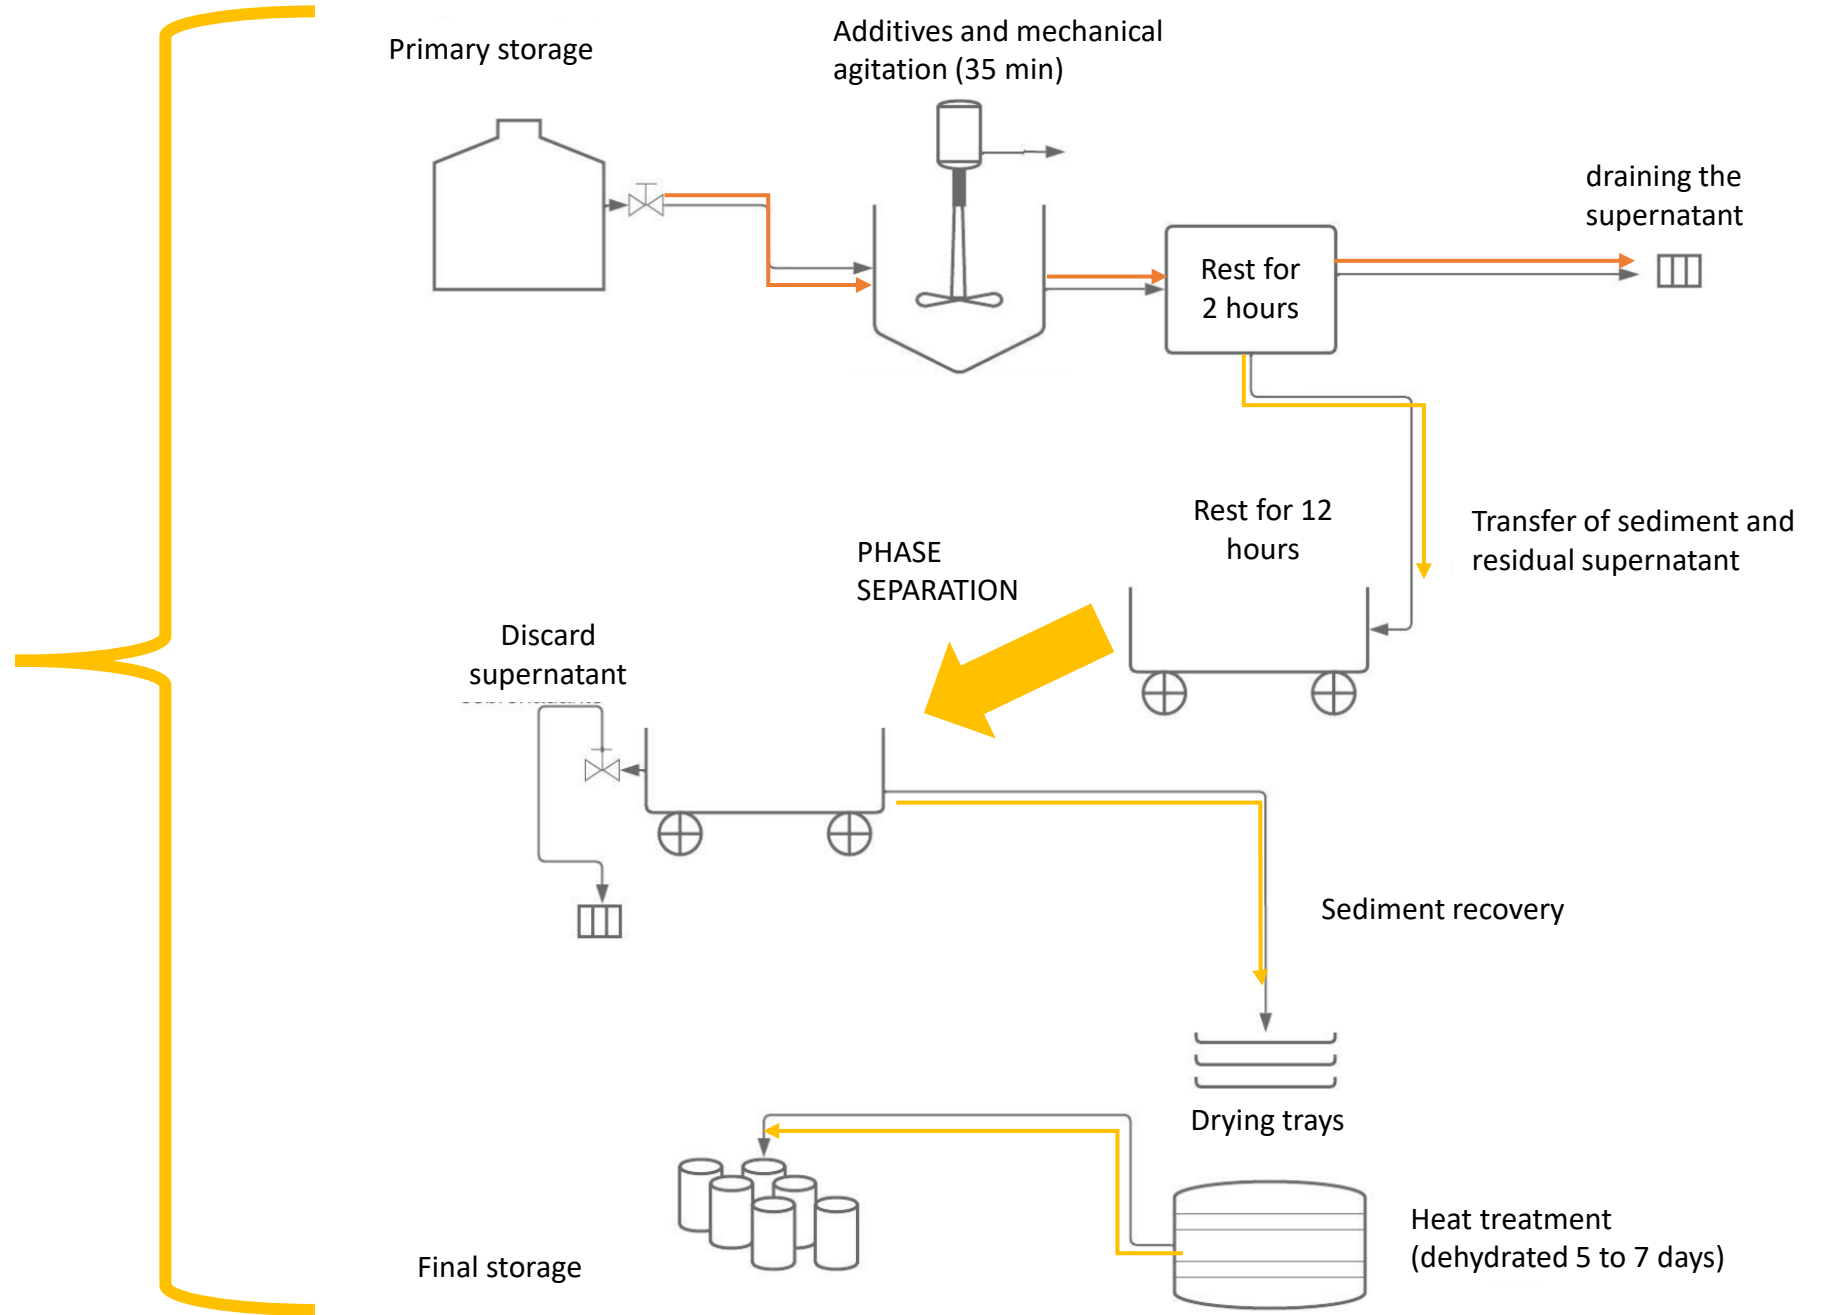 Primary storage
Additives and mechanical
agitation (35 min)
draining the
supernatant
Rest for
2 hours
Rest for 12
hours
Transfer of sediment and
residual supernatant
PHASE
SEPARATION
Discard
supernatant
Sediment recovery
Drying trays
Heat treatment
(dehydrated 5 to 7 days)
Final storage